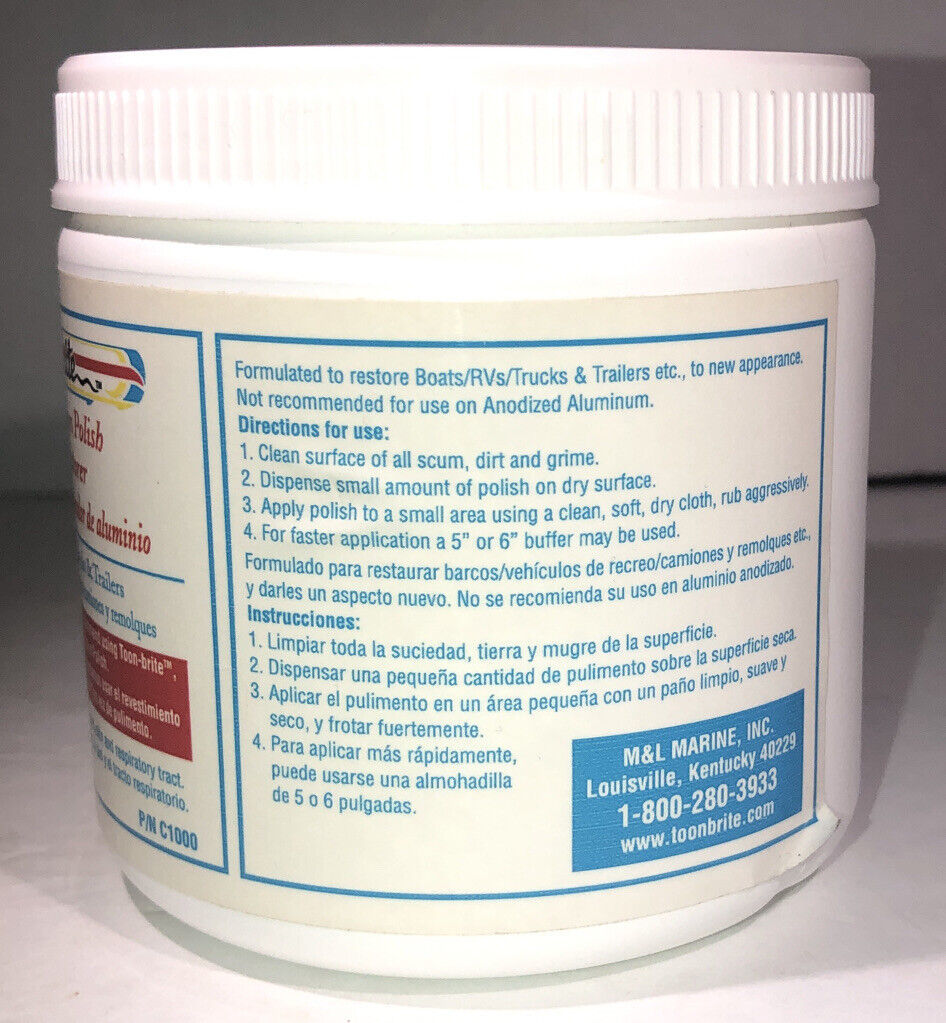 Polish
de aluminio
& Trailers
y remolques
using Toon-brite™,
el revestimiento
de pulimento.
and respiratory tract.
tracto respiratorio.
P/N C1000
Formulated to restore Boats/RVs/Trucks & Trailers etc., to new appearance.
Not recommended for use on Anodized Aluminum.
Directions for use:
1. Clean surface of all scum, dirt and grime.
2. Dispense small amount of polish on dry surface.
3. Apply polish to a small area using a clean, soft, dry cloth, rub aggressively.
4. For faster application a 5” or 6” buffer may be used.
Formulado para restaurar barcos/vehículos de recreo/camiones y remolques etc.,
y darles un aspecto nuevo. No se recomienda su uso en aluminio anodizado.
Instrucciones:
1. Limpiar toda la suciedad, tierra y mugre de la superficie.
2. Dispensar una pequeña cantidad de pulimento sobre la superficie seca.
3. Aplicar el pulimento en un área pequeña con un paño limpio, suave y
seco, y frotar fuertemente.
4. Para aplicar más rápidamente,
puede usarse una almohadilla
de 5 o 6 pulgadas.
M&L MARINE, INC.
Louisville, Kentucky 40229
1-800-280-3933
www.toonbrite.com